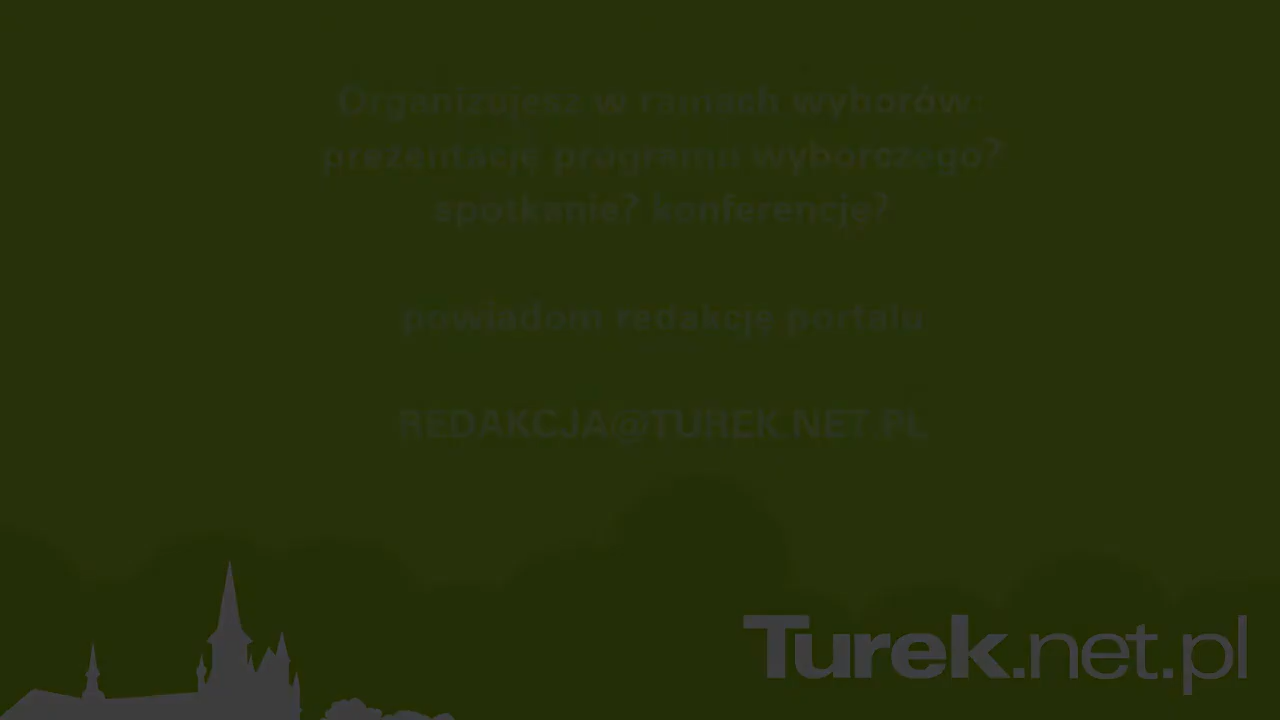 Organizujesz w ramach wyborów:
prezentację programu wyborczego?
spotkanie? konferencję?
powiadom redakcję portalu
REDAKCJA@TUREK.NET.PL
Turek.net.pl